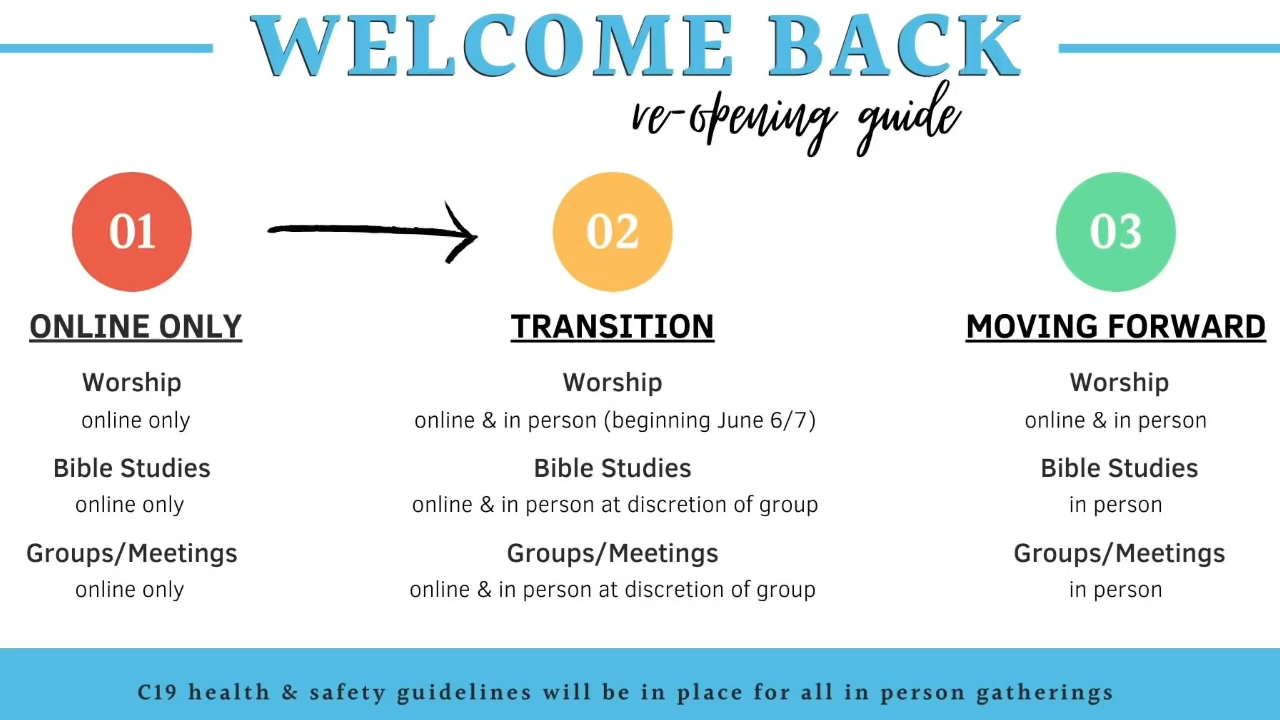 WELCOME BACK
re-opening guide
01
ONLINE ONLY
Worship
online only
Bible Studies
online only
Groups/Meetings
online only
02
TRANSITION
Worship
online & in person (beginning June 6/7)
Bible Studies
online & in person at discretion of group
Groups/Meetings
online & in person at discretion of group
03
MOVING FORWARD
Worship
online & in person
Bible Studies
in person
Groups/Meetings
in person
C19 health & safety guidelines will be in place for all in person gatherings